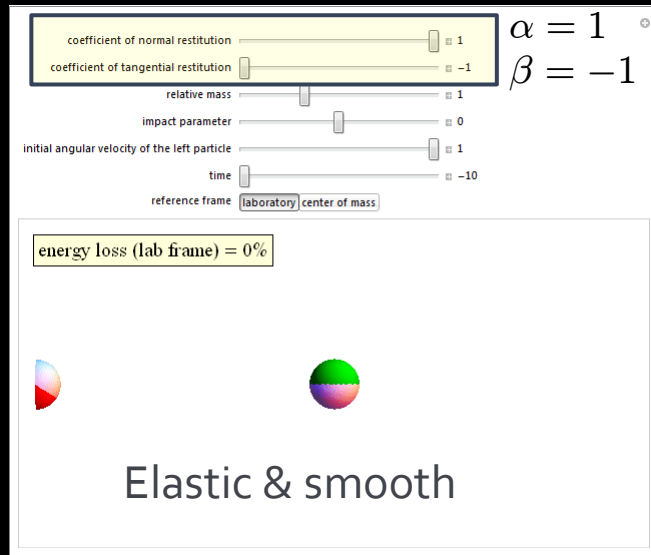 coefficient of normal restitution 1
coefficient of tangential restitution -1
α = 1
β = −1
relative mass 1
impact parameter 0
initial angular velocity of the left particle 1
time -10
reference frame laboratory center of mass
energy loss (lab frame) = 0%
Elastic & smooth